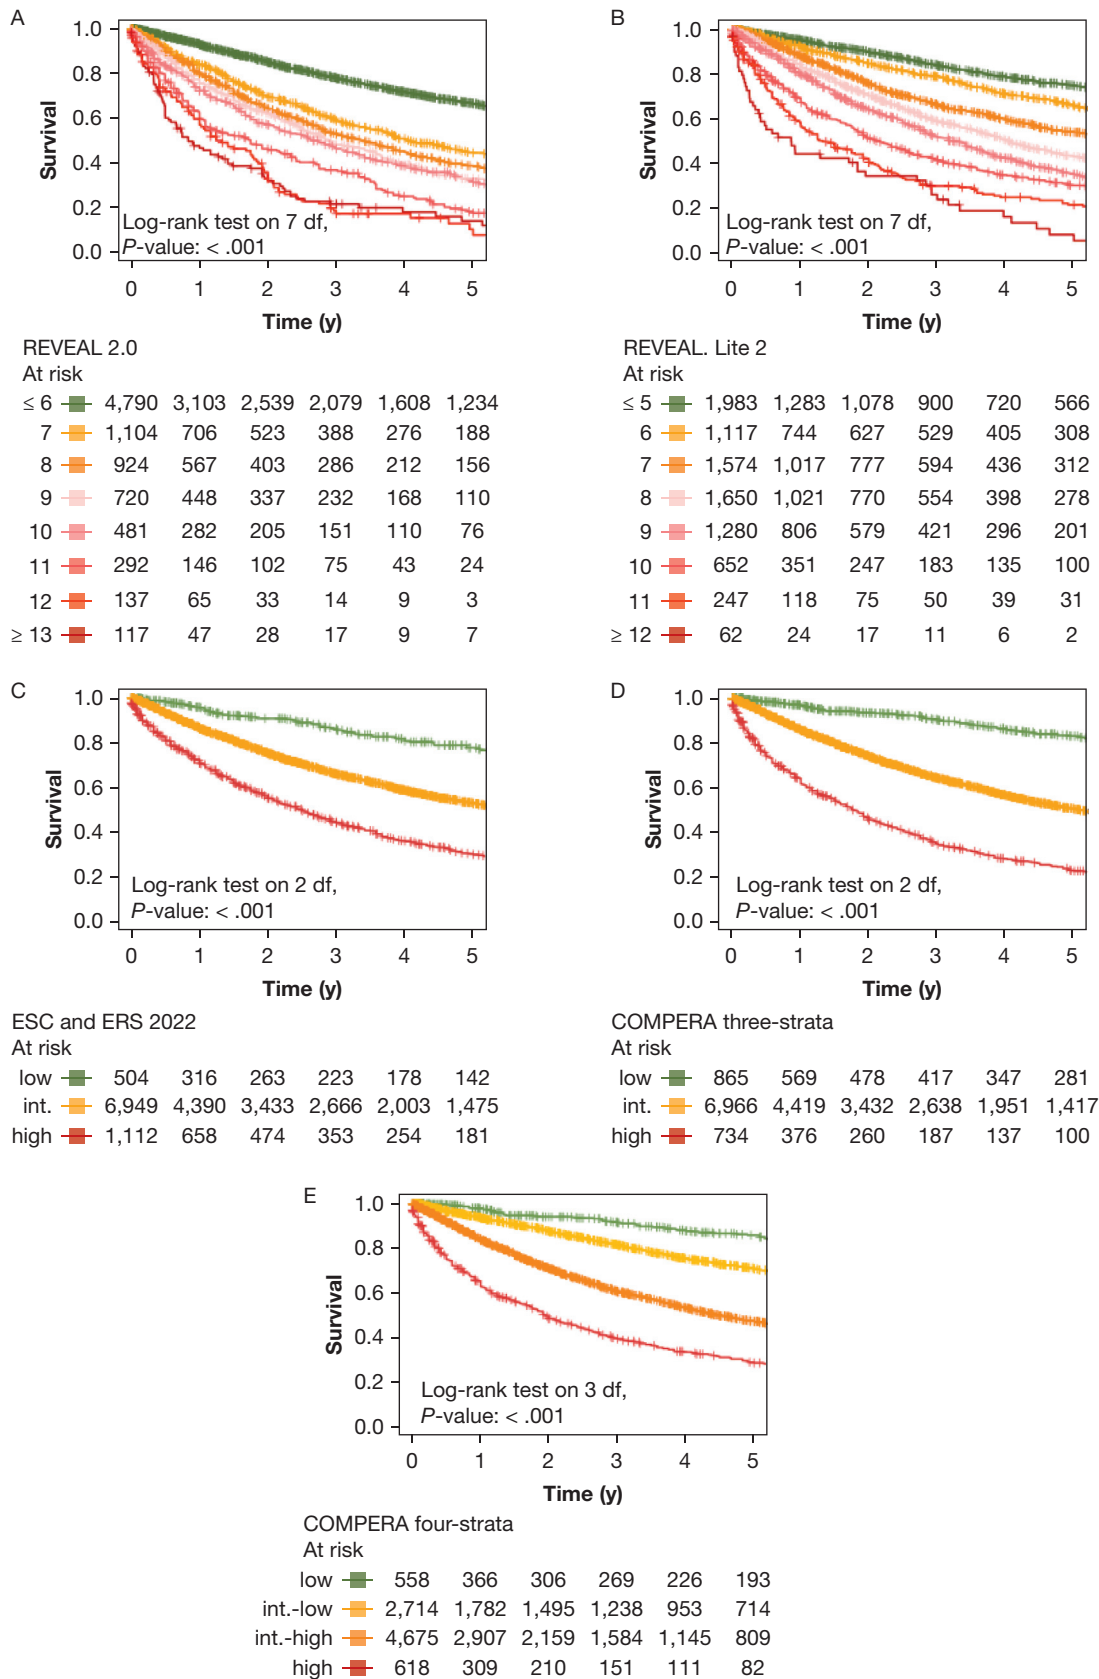 A
1.0
0.8
0.6
0.4
0.2
0.0
Survival
Log-rank test on 7 df,
P-value: < .001
0 1 2 3 4 5
Time (y)
REVEAL 2.0
At risk
≤ 6 4,790 3,103 2,539 2,079 1,608 1,234
7 1,104 706 523 388 276 188
8 924 567 403 286 212 156
9 720 448 337 232 168 110
10 481 282 205 151 110 76
11 292 146 102 75 43 24
12 137 65 33 14 9 3
≥ 13 117 47 28 17 9 7
B
1.0
0.8
0.6
0.4
0.2
0.0
Survival
Log-rank test on 7 df,
P-value: < .001
0 1 2 3 4 5
Time (y)
REVEAL. Lite 2
At risk
≤ 5 1,983 1,283 1,078 900 720 566
6 1,117 744 627 529 405 308
7 1,574 1,017 777 594 436 312
8 1,650 1,021 770 554 398 278
9 1,280 806 579 421 296 201
10 652 351 247 183 135 100
11 247 118 75 50 39 31
≥ 12 62 24 17 11 6 2
C
1.0
0.8
0.6
0.4
0.2
0.0
Survival
Log-rank test on 2 df,
P-value: < .001
0 1 2 3 4 5
Time (y)
ESC and ERS 2022
At risk
low 504 316 263 223 178 142
int. 6,949 4,390 3,433 2,666 2,003 1,475
high 1,112 658 474 353 254 181
D
1.0
0.8
0.6
0.4
0.2
0.0
Survival
Log-rank test on 2 df,
P-value: < .001
0 1 2 3 4 5
Time (y)
COMPERA three-strata
At risk
low 865 569 478 417 347 281
int. 6,966 4,419 3,432 2,638 1,951 1,417
high 734 376 260 187 137 100
E
1.0
0.8
0.6
0.4
0.2
0.0
Survival
Log-rank test on 3 df,
P-value: < .001
0 1 2 3 4 5
Time (y)
COMPERA four-strata
At risk
low 558 366 306 269 226 193
int.-low 2,714 1,782 1,495 1,238 953 714
int.-high 4,675 2,907 2,159 1,584 1,145 809
high 618 309 210 151 111 82